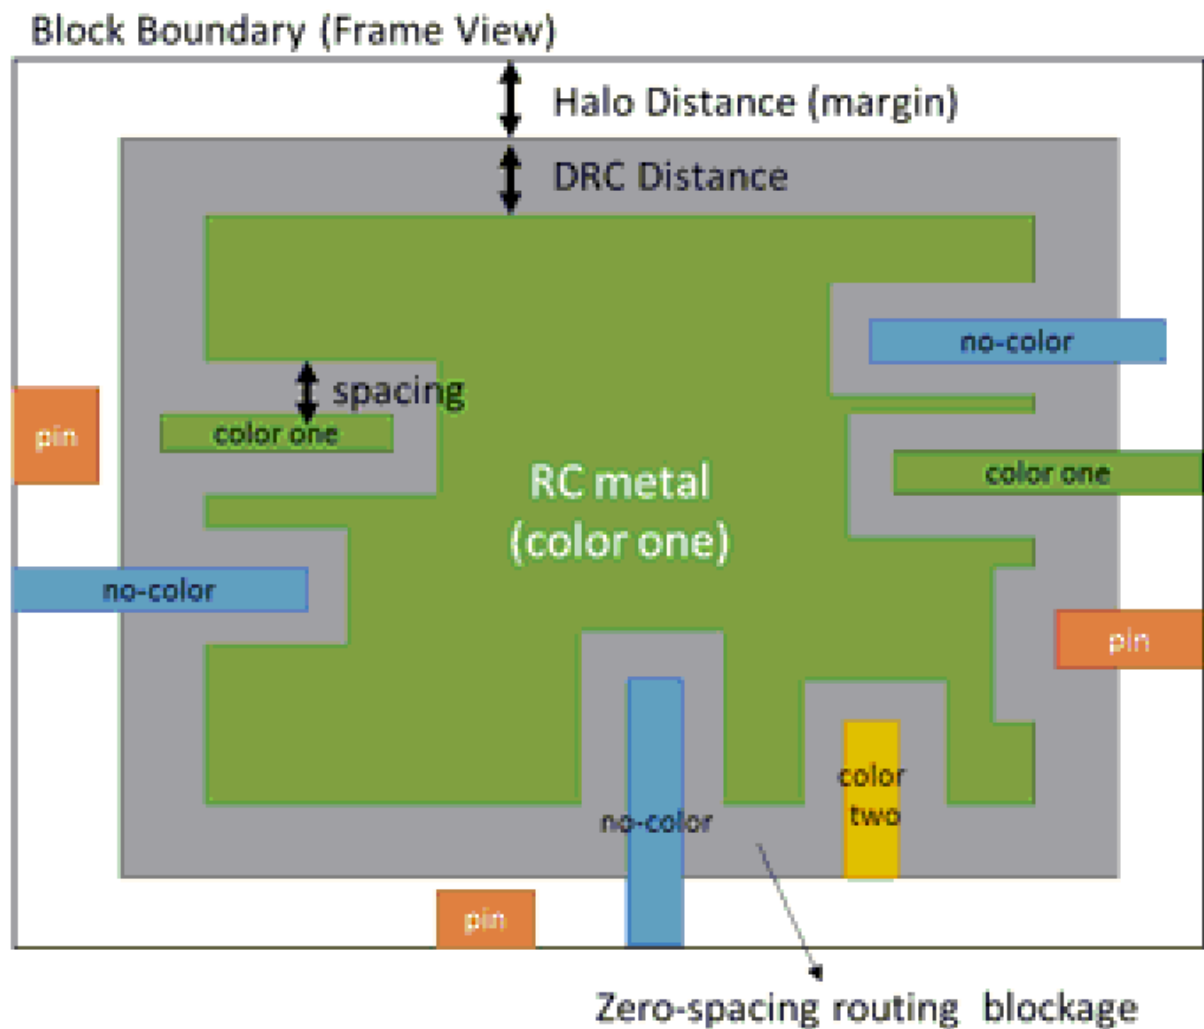 Block Boundary (Frame View)
Halo Distance (margin)
DRC Distance
no-color
spacing
pin
color one
RC metal
(color one)
color one
no-color
pin
color
two
no-color
pin
Zero-spacing routing blockage